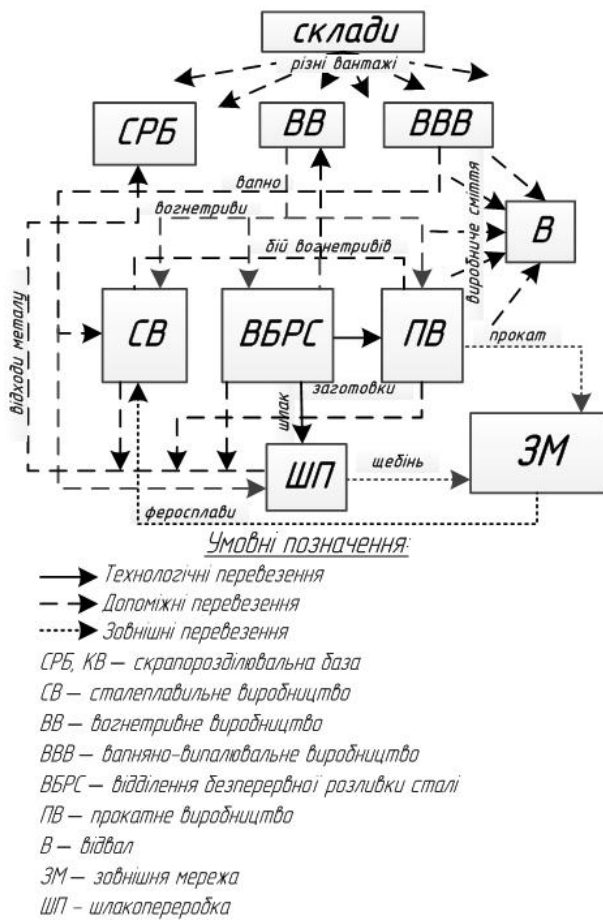 склади
різні вантажі
СРБ
ВВ
ВВВ
вапно
вогнетриви
бій вогнетривів
виробниче сміття
В
відходи металу
СВ
ВБРС
ПВ
прокат
заготовки
шлак
ШП
щебінь
ЗМ
феросплави
Умовні позначення:
Технологічні перевезення
Допоміжні перевезення
Зовнішні перевезення
СРБ, КВ – скрапорозділювальна база
СВ – сталеплавильне виробництво
ВВ – вогнетривне виробництво
ВВВ – вапняно-випалювальне виробництво
ВБРС – відділення безперервної розливки сталі
ПВ – прокатне виробництво
В – відвал
ЗМ – зовнішня мережа
ШП - шлакопереробка